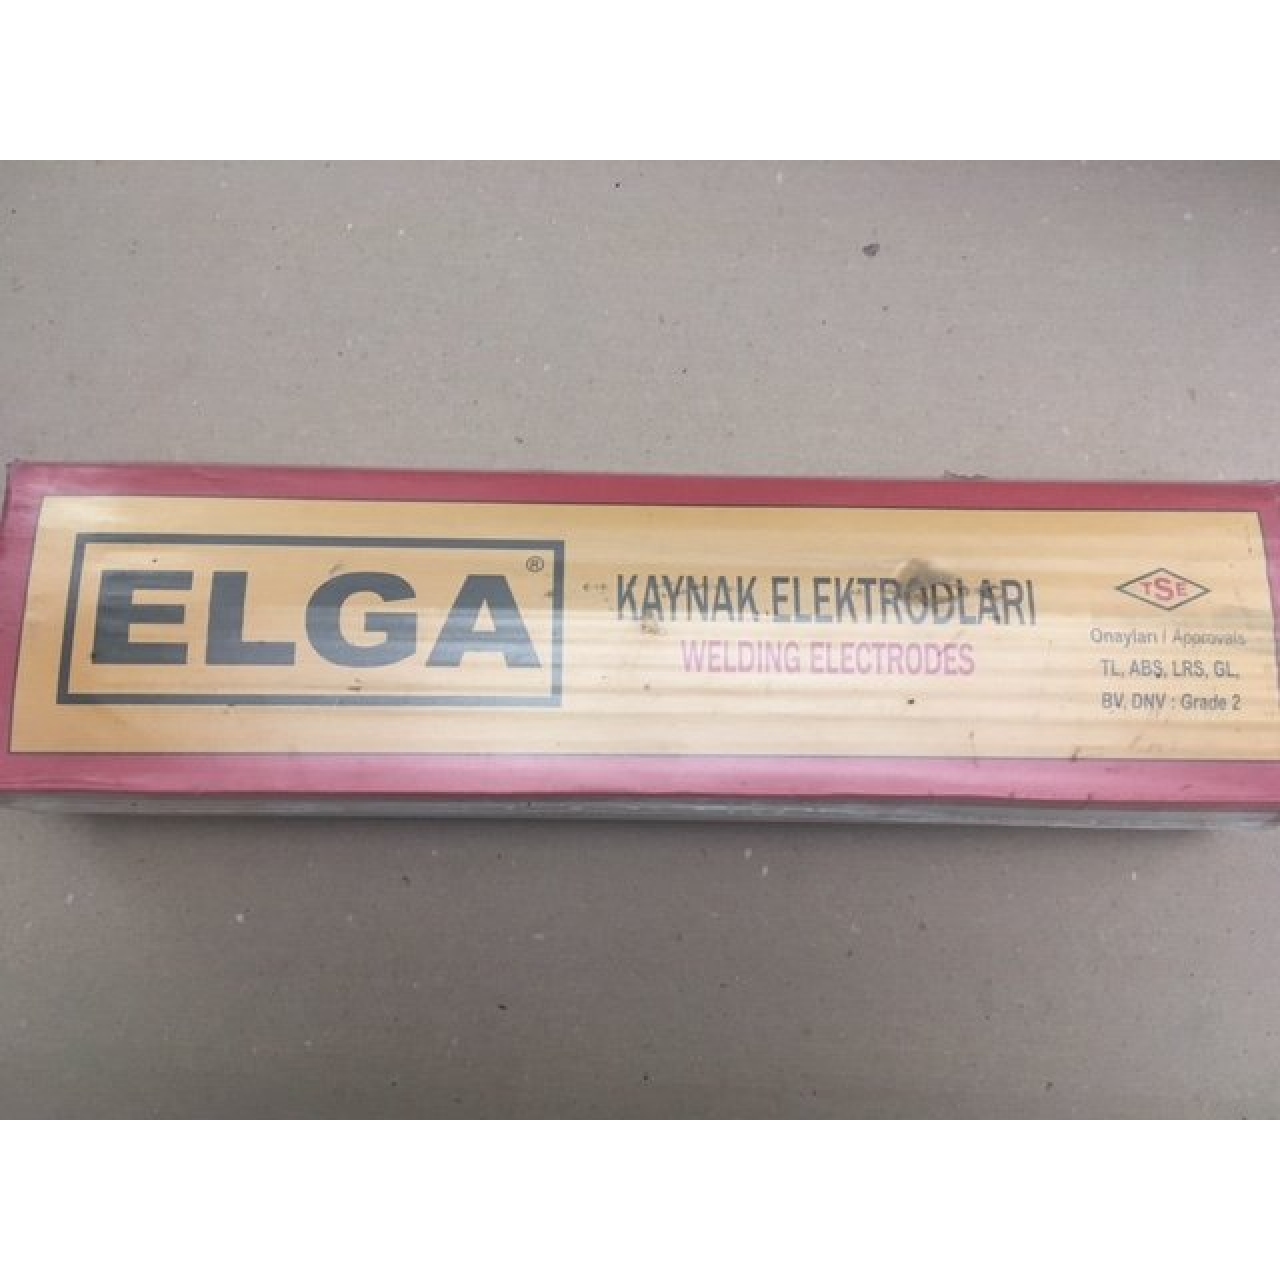 ELGA®
KAYNAK ELEKTRODLARI
WELDING ELECTRODES
TSE
Onayları / Approvals
TL, ABS, LRS, GL,
BV, DNV : Grade 2